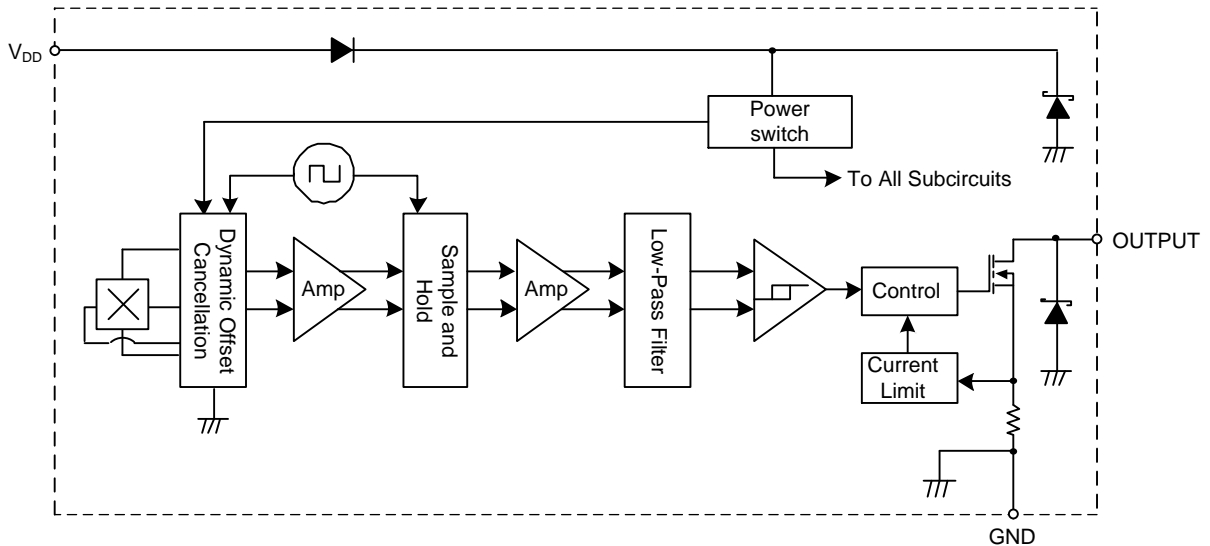 V_DD
Power
switch
To All Subcircuits
Dynamic Offset
Cancellation
Amp
Sample and
Hold
Amp
Low-Pass Filter
Control
Current
Limit
OUTPUT
GND